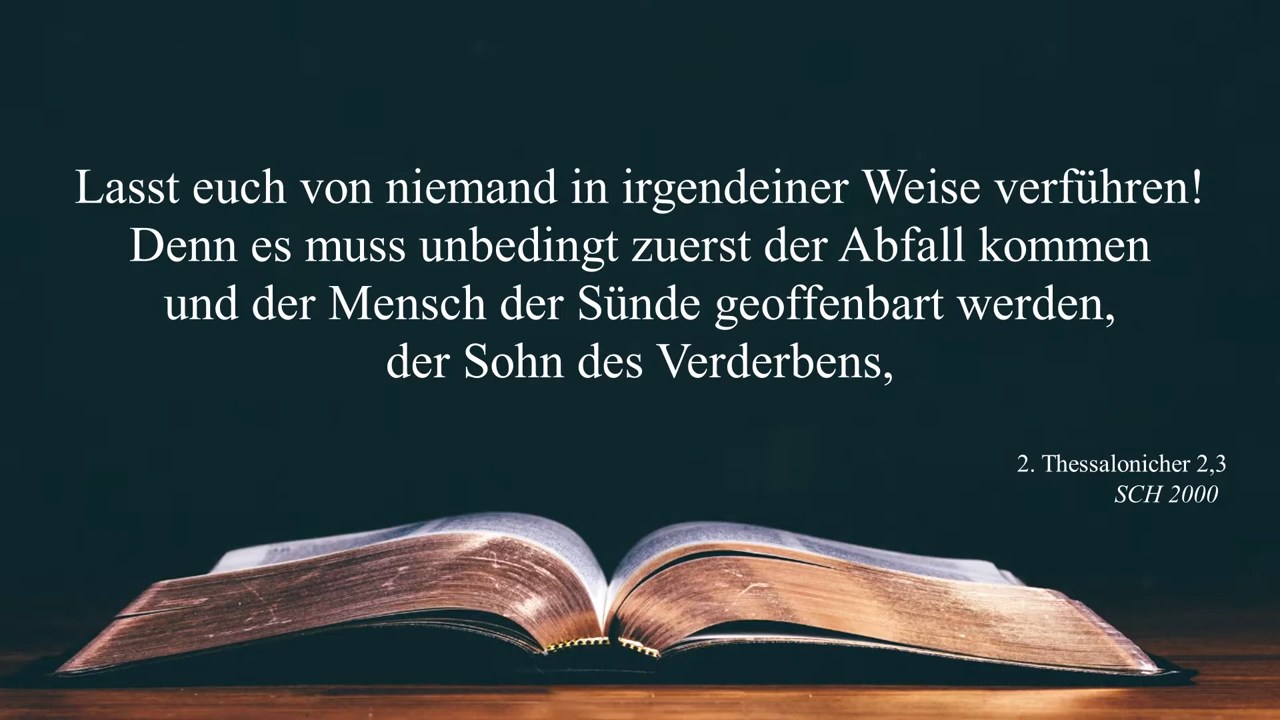 Lasst euch von niemand in irgendeiner Weise verführen!
Denn es muss unbedingt zuerst der Abfall kommen
und der Mensch der Sünde geoffenbart werden,
der Sohn des Verderbens,
2. Thessalonicher 2,3
SCH 2000